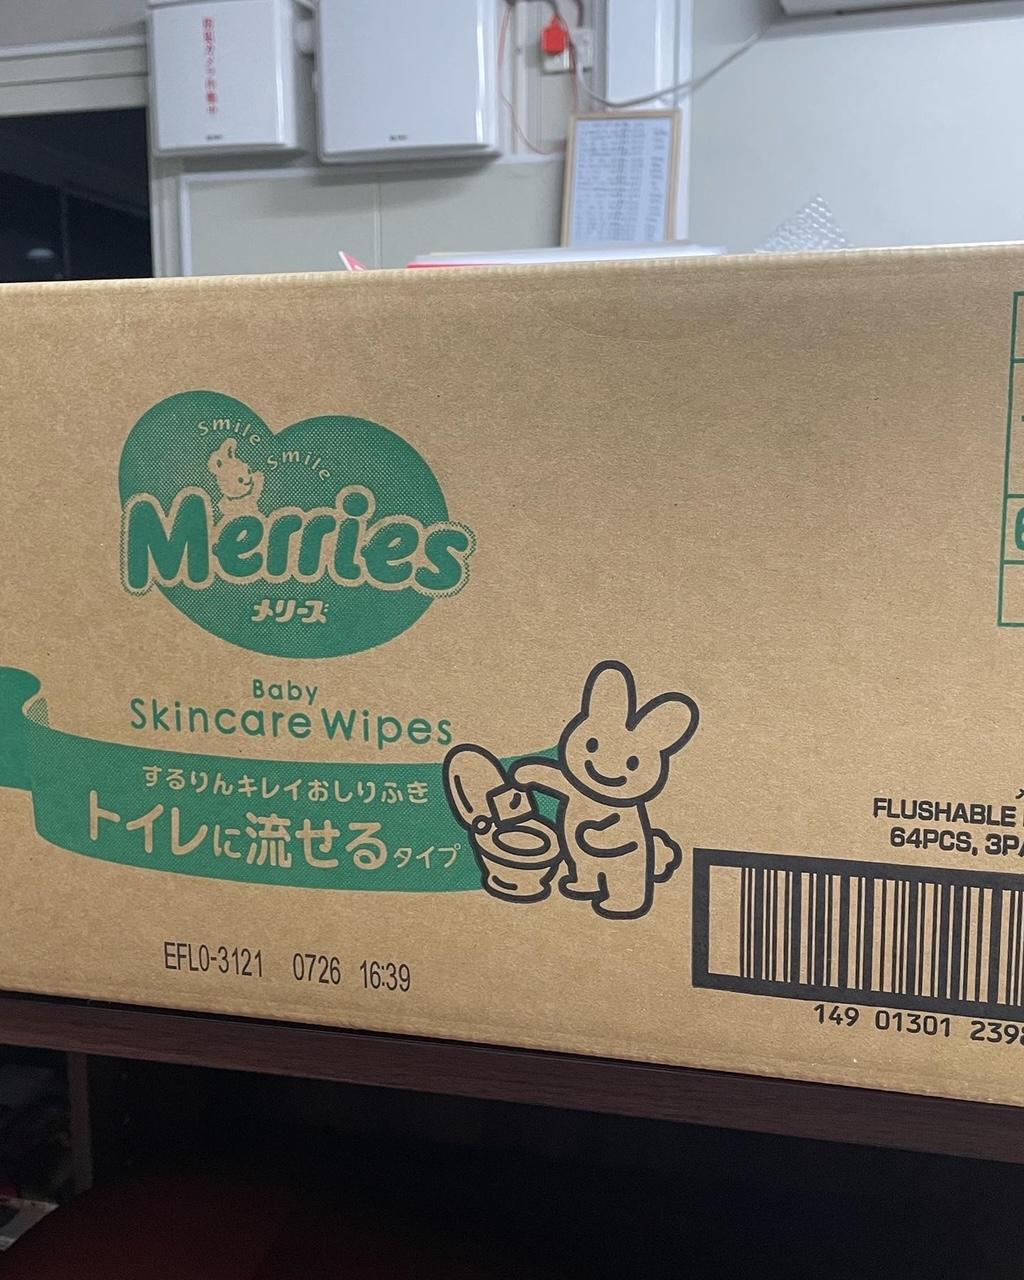 Smile Smile
Merries
メリーズ
Baby
Skincare Wipes
するりんキレイおしりふき
トイレに流せるタイプ
EFL0-3121 0726 16:39
FLUSHABLE
64PCS, 3PA
149 01301 239